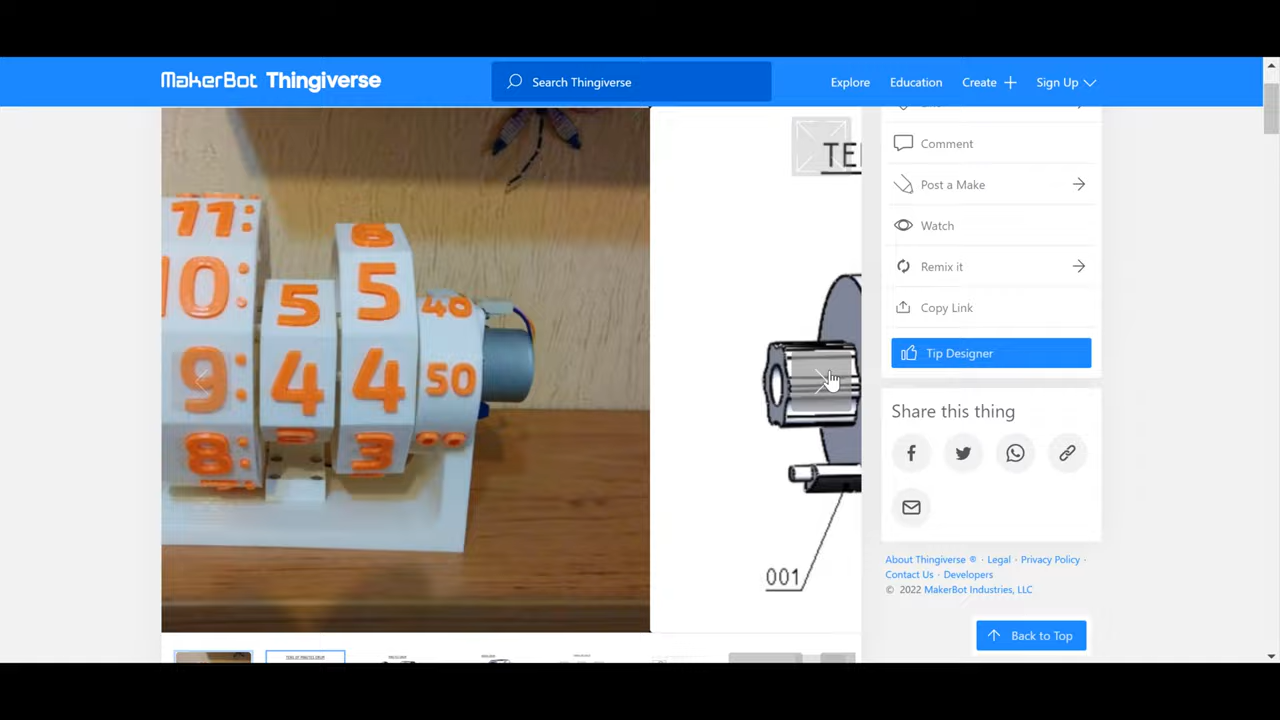 MakerBot Thingiverse
Search Thingiverse
Explore
Education
Create
Sign Up
Comment
Post a Make
Watch
Remix it
Copy Link
Tip Designer
Share this thing
About Thingiverse ® · Legal · Privacy Policy ·
Contact Us · Developers
© 2022 MakerBot Industries, LLC
Back to Top
11:
10:
9:
8:
5
4
6
5
4
3
40
50
001